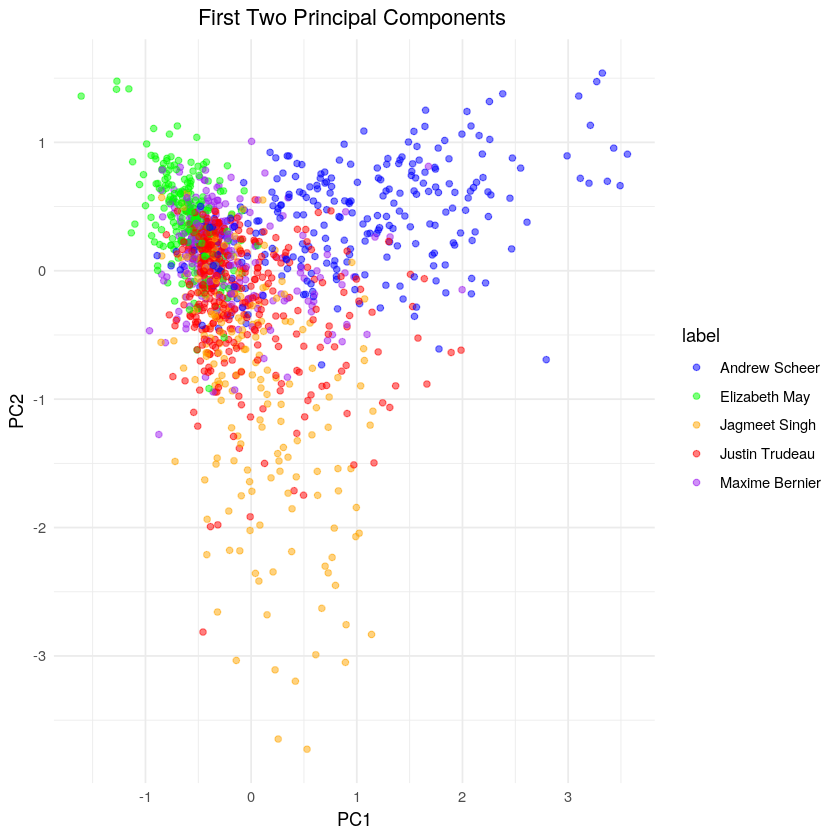 First Two Principal Components
1
0
-1
-2
-3
PC2
-1
0
1
2
3
PC1
label
Andrew Scheer
Elizabeth May
Jagmeet Singh
Justin Trudeau
Maxime Bernier